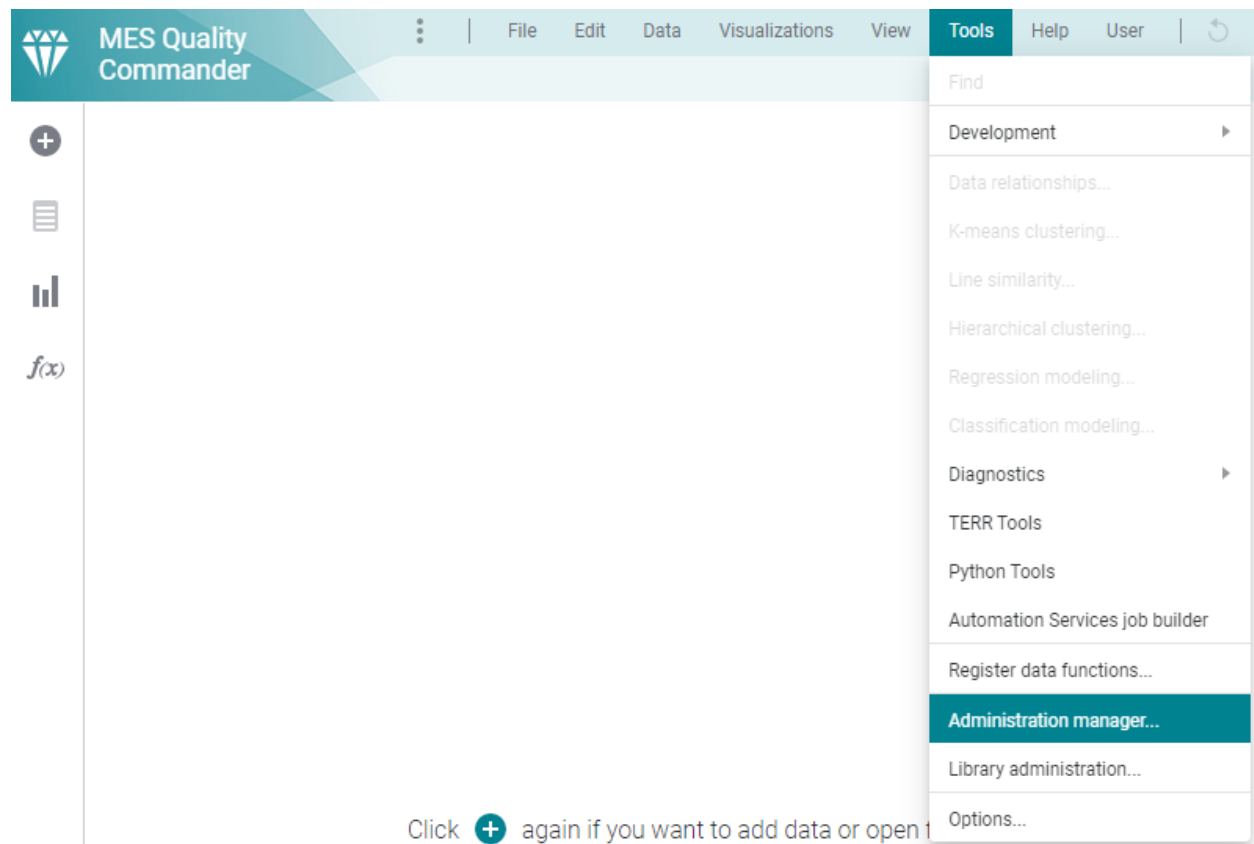 MES Quality
Commander
File Edit Data Visualizations View Tools Help User
Find
Development
Data relationships...
K-means clustering...
Line similarity...
Hierarchical clustering...
Regression modeling...
Classification modeling...
Diagnostics
TERR Tools
Python Tools
Automation Services job builder
Register data functions...
Administration manager...
Library administration...
Options...
f(x)
Click again if you want to add data or open